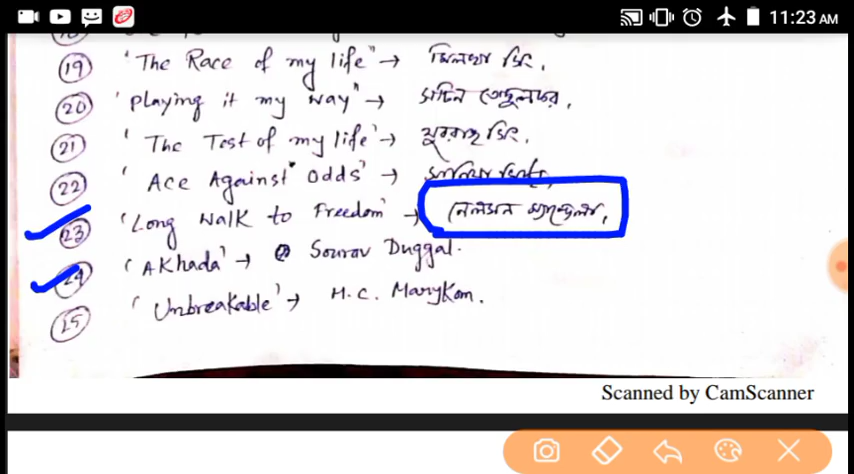 11:23 AM
19 'The Race of my life" → মিলখা সিং,
20 'playing it my way" → সচিন তেন্ডুলকর,
21 'The Test of my life' → যুবরাজ সিং,
22 'Ace Against Odds' → সানিয়া মির্জা,
23 'Long Walk to Freedom' → নেলসন ম্যান্ডেলা,
24 'AKhada' → Sourav Duggal.
25 'Unbreakable' → M.C. MaryKom.
Scanned by CamScanner